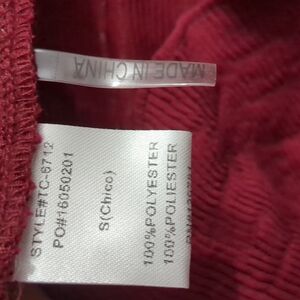 MADE IN CHINA
STYLE#TC-6712
PO#16050201
S(Chico)
100%POLYESTER
100%POLIESTER